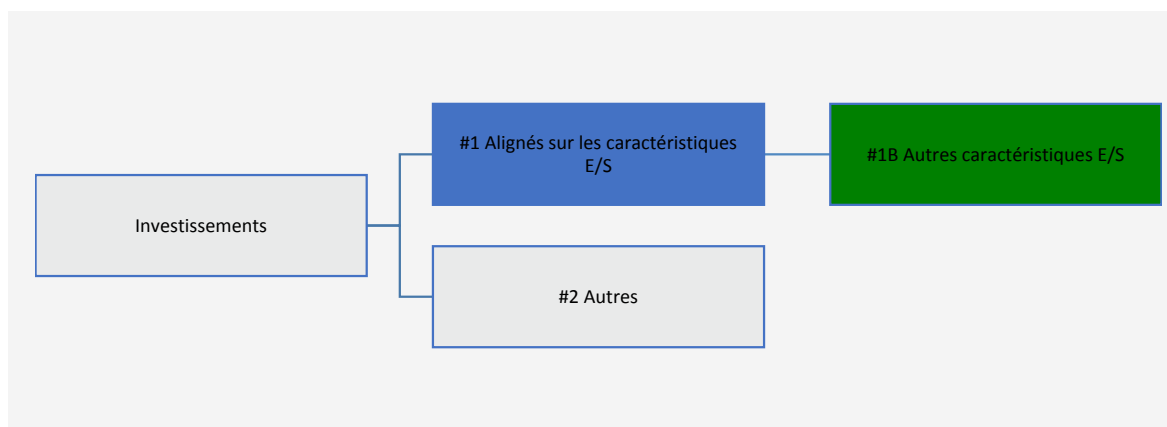 #1 Alignés sur les caractéristiques
E/S
#1B Autres caractéristiques E/S
Investissements
#2 Autres